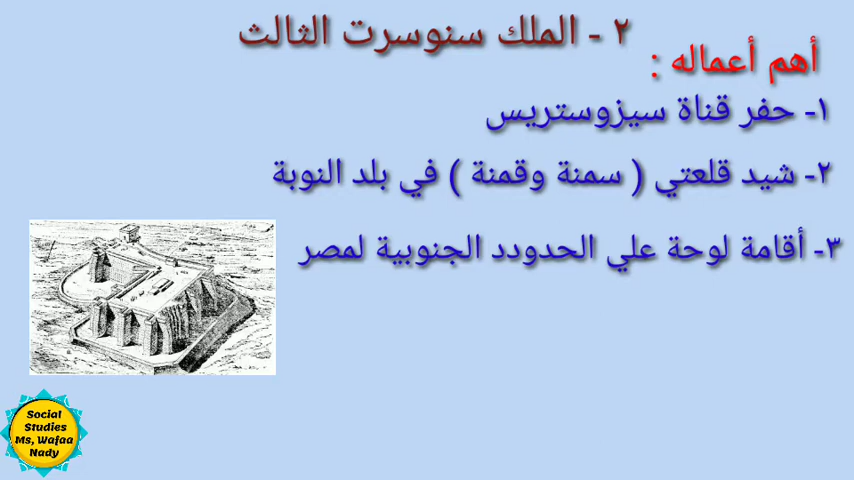 ٢ - الملك سنوسرت الثالث
أهم أعماله :
١- حفر قناة سيزوستريس
٢- شيد قلعتي ( سمنة وقمنة ) في بلد النوبة
٣- أقامة لوحة علي الحدودد الجنوبية لمصر
Social
Studies
Ms, Wafaa
Nady